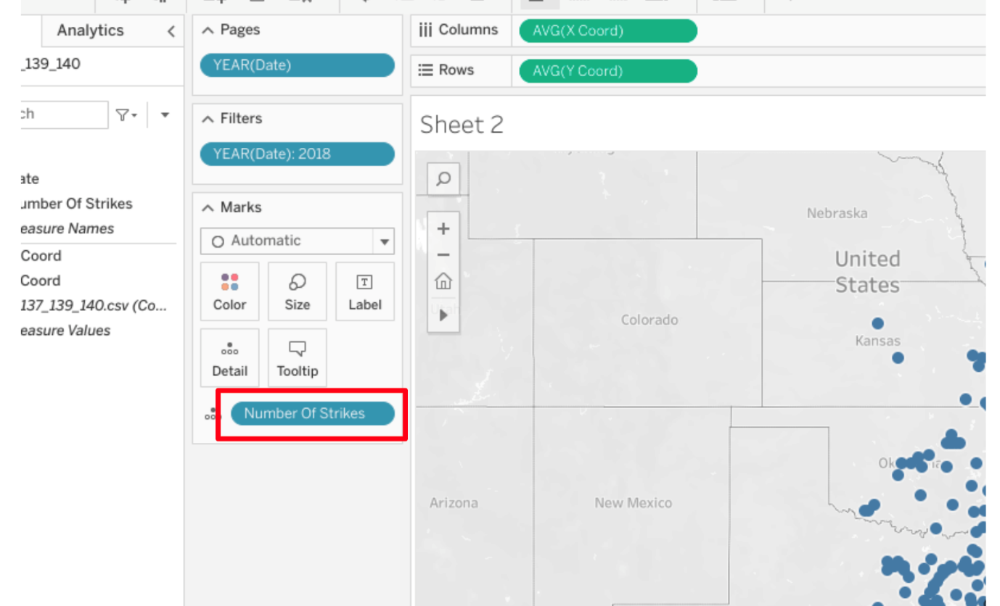 Analytics
_139_140
ch
ate
umber Of Strikes
easure Names
Coord
Coord
137_139_140.csv (Co...
easure Values
Pages
YEAR(Date)
Filters
YEAR(Date): 2018
Marks
Automatic
Color
Size
T
Label
Detail
Tooltip
Number Of Strikes
Columns
AVG(X Coord)
Rows
AVG(Y Coord)
Sheet 2
Nebraska
United
States
Utah
Colorado
Kansas
Arizona
New Mexico